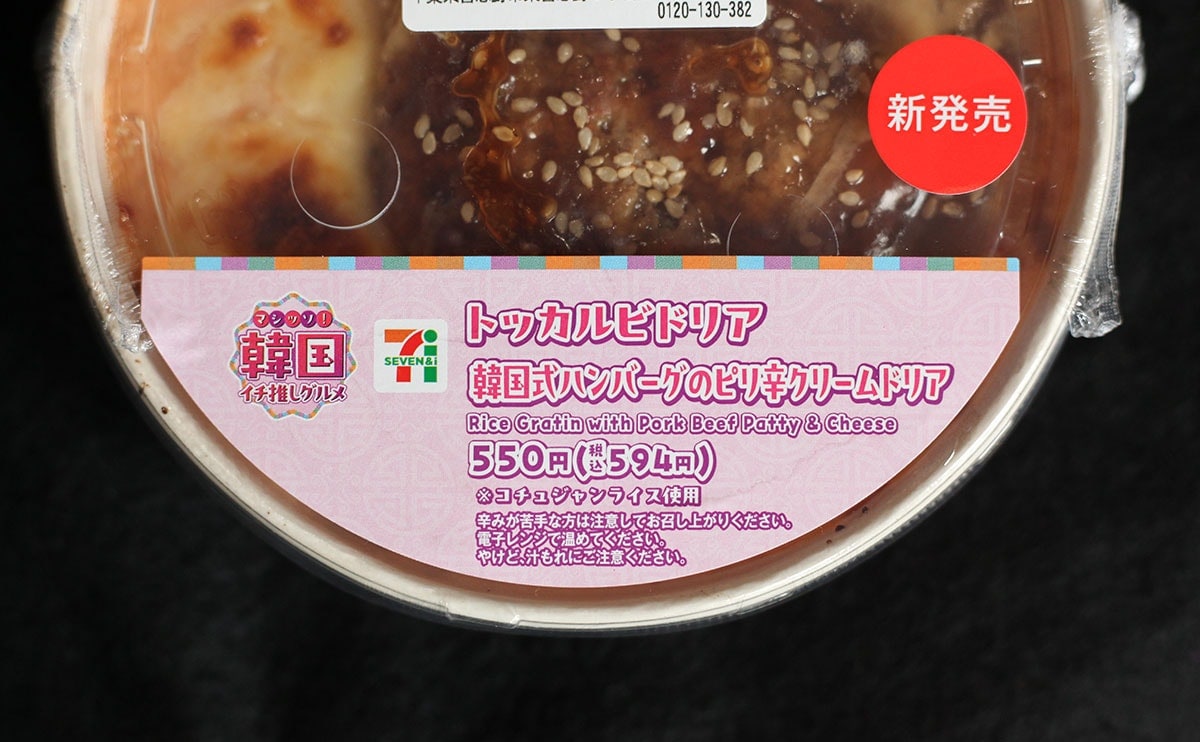 0120-130-382
新発売
マシッソ!
韓国
イチ推しグルメ
SEVEN&i
トッカルビドリア
韓国式ハンバーグのピリ辛クリームドリア
Rice Gratin with Pork Beef Patty & Cheese
550円(税込594円)
※コチュジャンライス使用
辛みが苦手な方は注意してお召し上がりください。
電子レンジで温めてください。
やけど、汁もれにご注意ください。